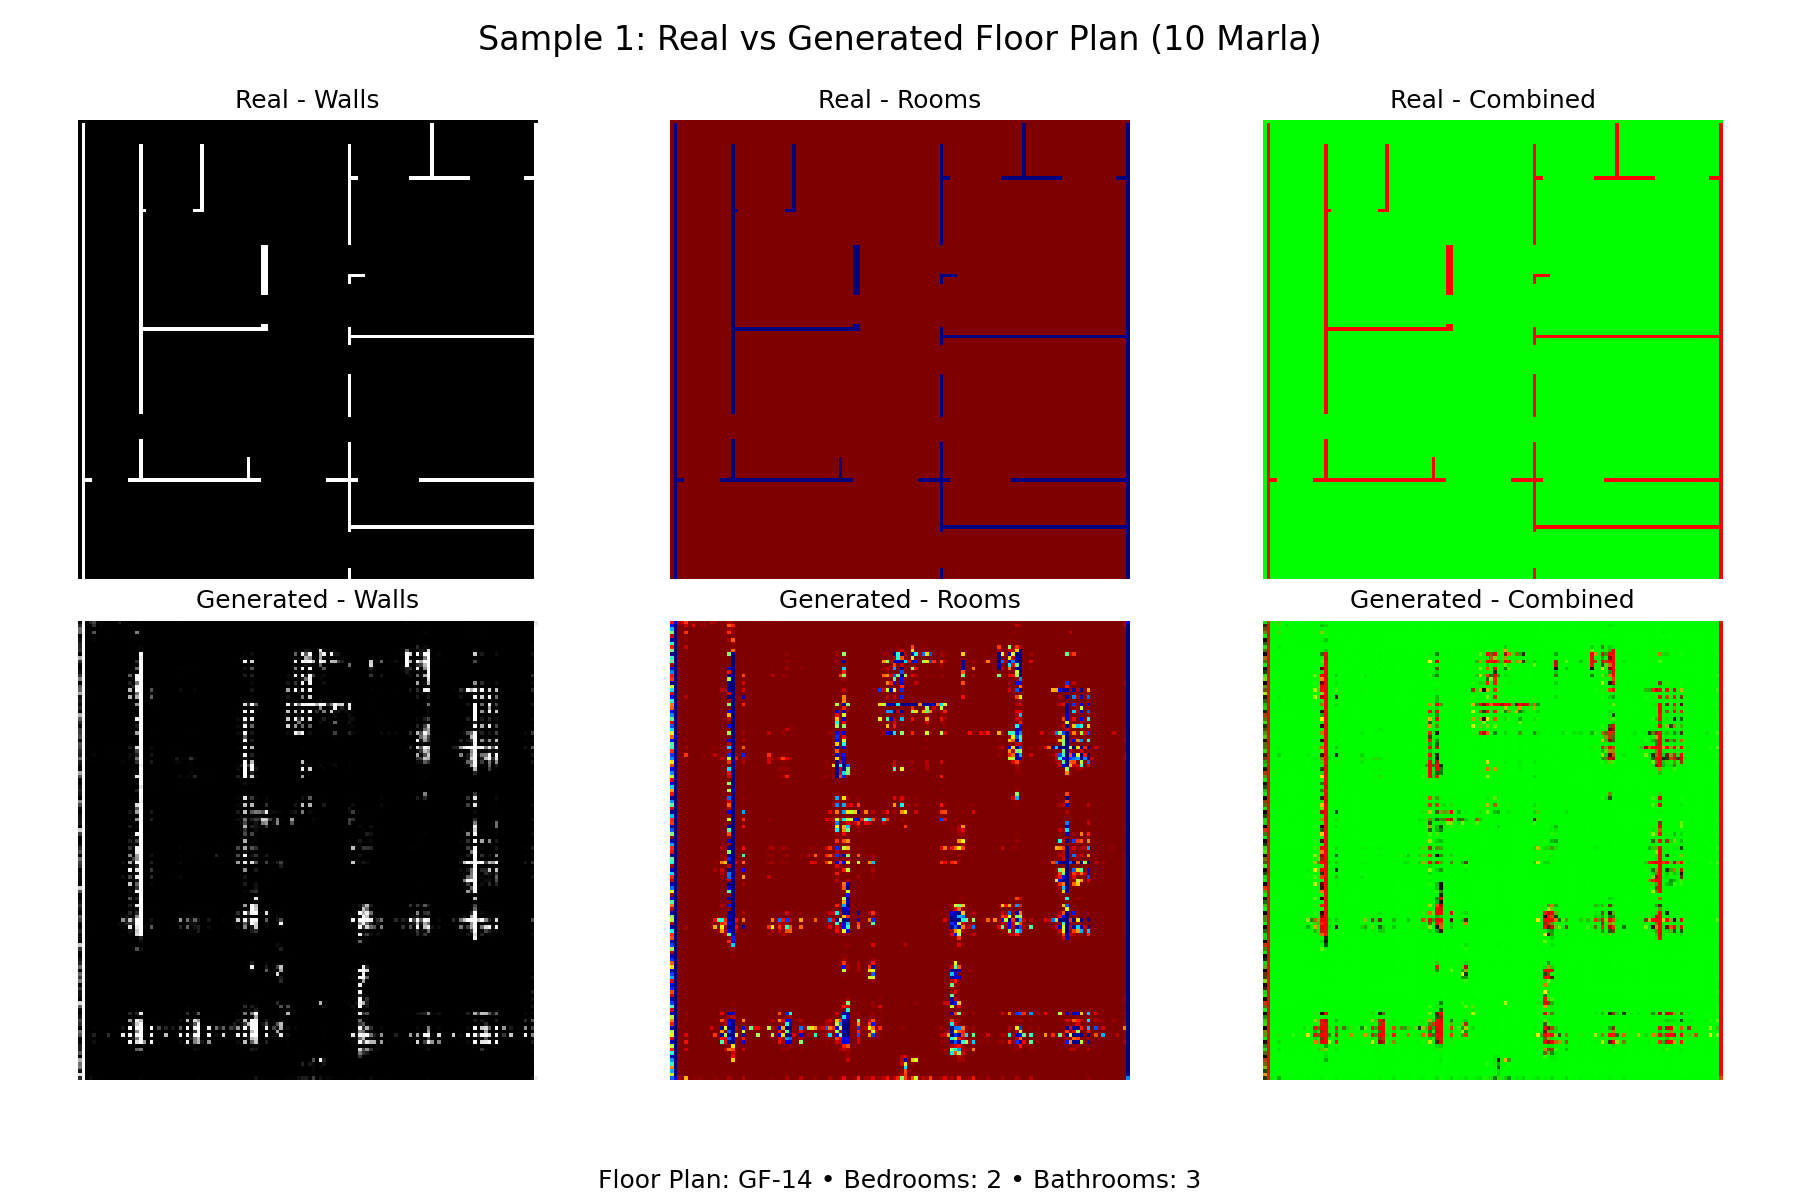 Sample 1: Real vs Generated Floor Plan (10 Marla)
Real - Walls
Real - Rooms
Real - Combined
Generated - Walls
Generated - Rooms
Generated - Combined
Floor Plan: GF-14 • Bedrooms: 2 • Bathrooms: 3